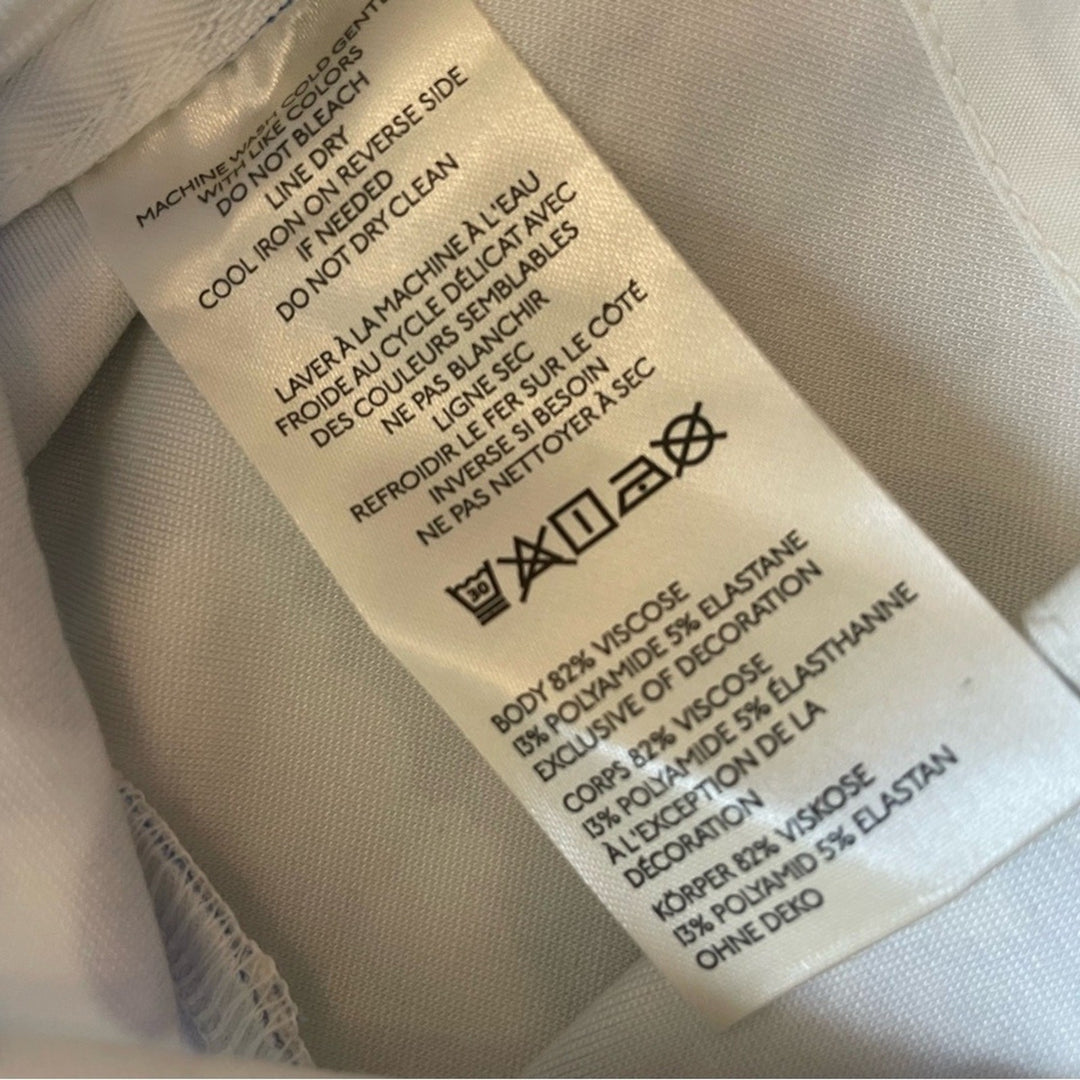 MACHINE WASH COLD GENTLE
WITH LIKE COLORS
DO NOT BLEACH
LINE DRY
COOL IRON ON REVERSE SIDE
IF NEEDED
DO NOT DRY CLEAN
LAVER À LA MACHINE À L'EAU
FROIDE AU CYCLE DÉLICAT AVEC
DES COULEURS SEMBLABLES
NE PAS BLANCHIR
LIGNE SEC
REFROIDIR LE FER SUR LE CÔTÉ
INVERSE SI BESOIN
NE PAS NETTOYER À SEC
30
BODY 82% VISCOSE
13% POLYAMIDE 5% ELASTANE
EXCLUSIVE OF DECORATION
CORPS 82% VISCOSE
13% POLYAMIDE 5% ÉLASTHANNE
À L'EXCEPTION DE LA
DÉCORATION
KÖRPER 82% VISKOSE
13% POLYAMID 5% ELASTAN
OHNE DEKO